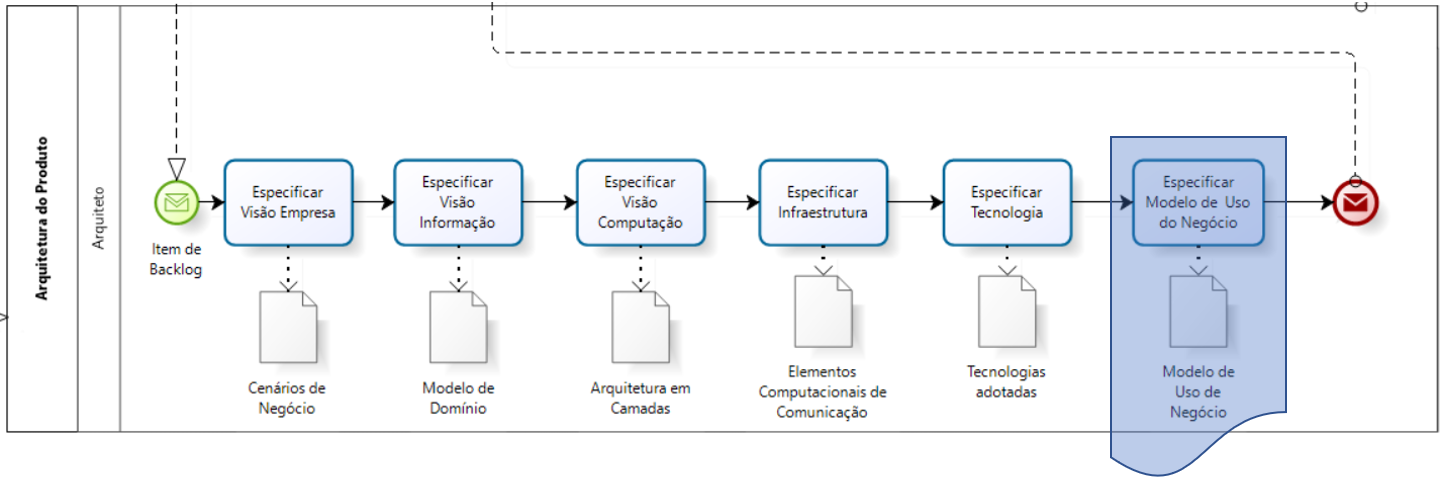 Arquitetura do Produto
Arquiteto
Item de
Backlog
Especificar
Visão Empresa
Especificar
Visão
Informação
Especificar
Visão
Computação
Especificar
Infraestrutura
Especificar
Tecnologia
Especificar
Modelo de Uso
do Negócio
Cenários de
Negócio
Modelo de
Domínio
Arquitetura em
Camadas
Elementos
Computacionais de
Comunicação
Tecnologias
adotadas
Modelo de
Uso de
Negócio